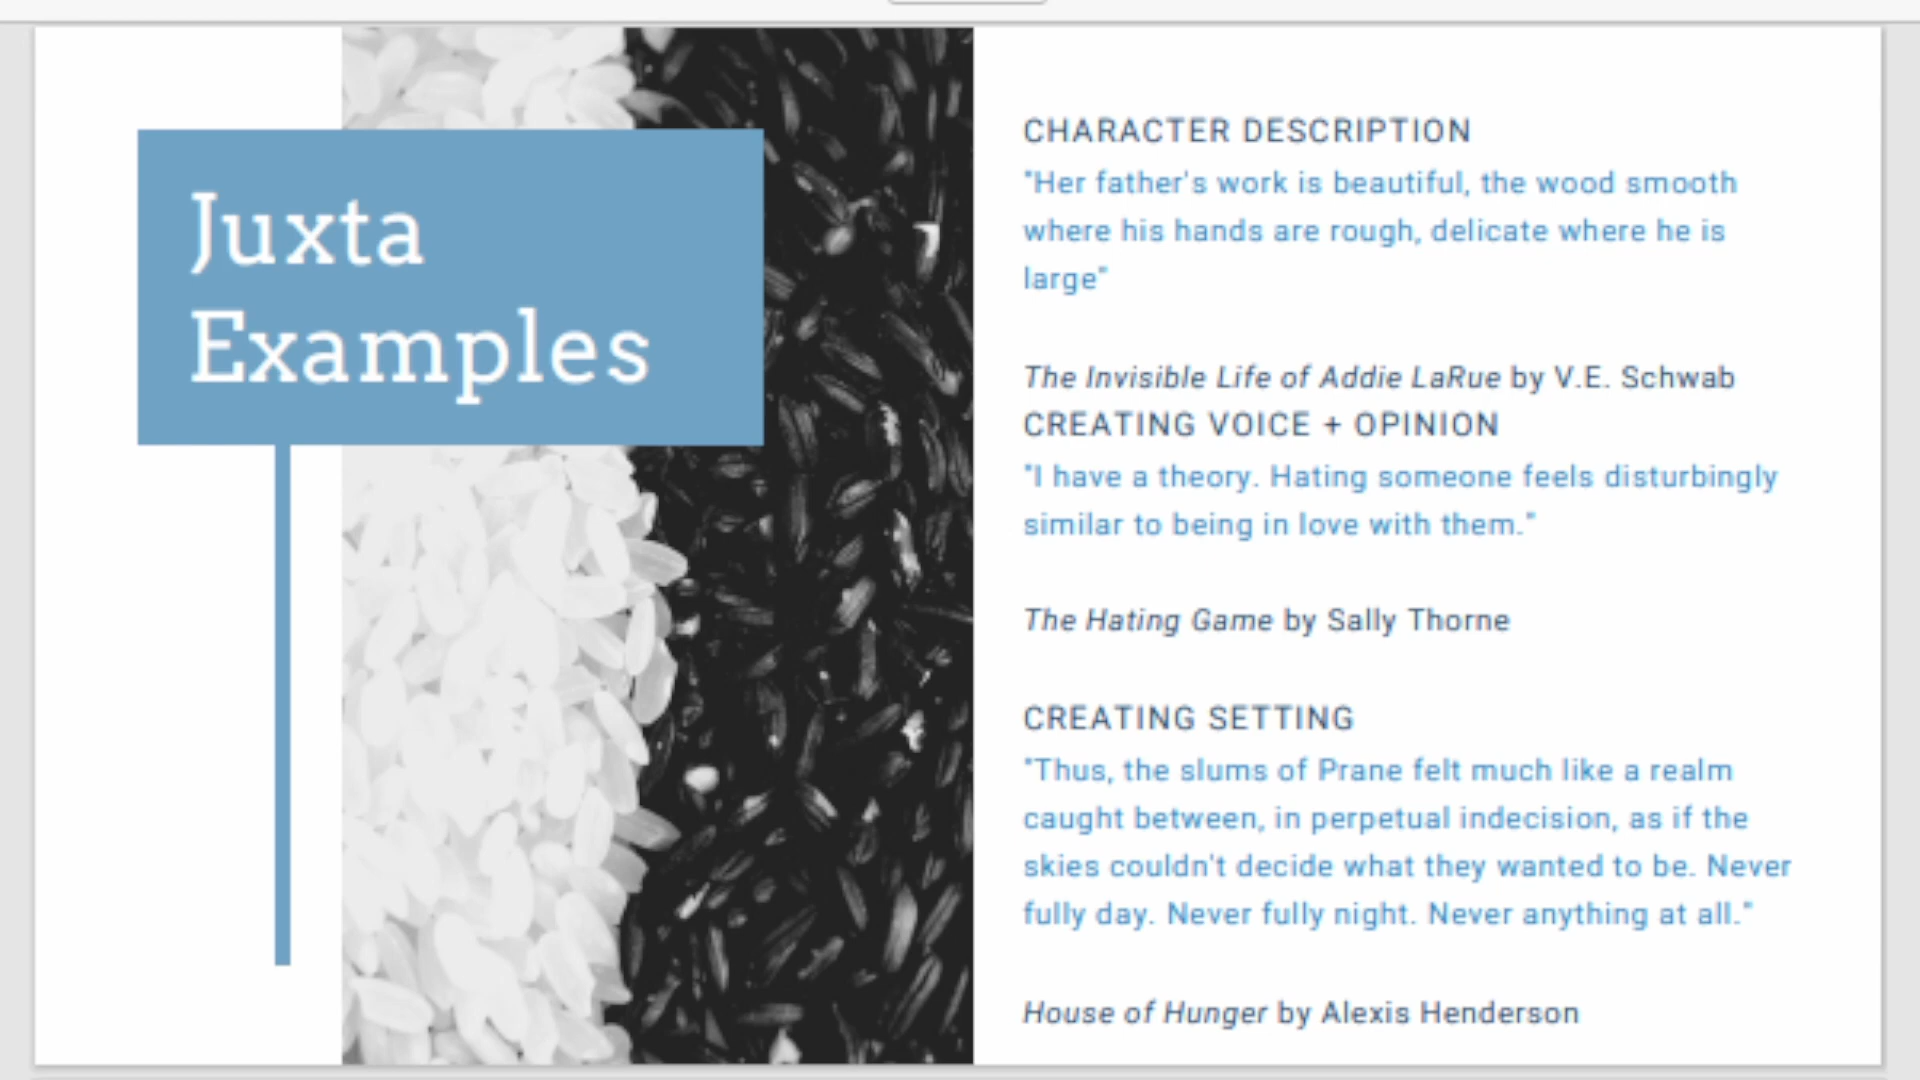 Juxta
Examples
CHARACTER DESCRIPTION
"Her father's work is beautiful, the wood smooth
where his hands are rough, delicate where he is
large"
The Invisible Life of Addie LaRue by V.E. Schwab
CREATING VOICE + OPINION
"I have a theory. Hating someone feels disturbingly
similar to being in love with them."
The Hating Game by Sally Thorne
CREATING SETTING
"Thus, the slums of Prane felt much like a realm
caught between, in perpetual indecision, as if the
skies couldn't decide what they wanted to be. Never
fully day. Never fully night. Never anything at all."
House of Hunger by Alexis Henderson